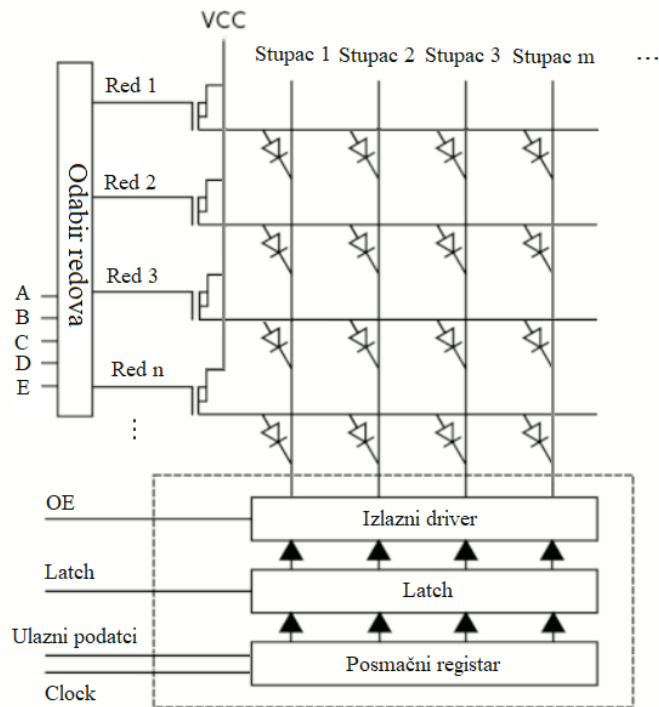 VCC
Stupac 1 Stupac 2 Stupac 3 Stupac m ...
Red 1
Red 2
Odabir redova
Red 3
A
B
C
D
E
Red n
...
OE
Izlazni driver
Latch
Latch
Ulazni podatci
Posmačni registar
Clock